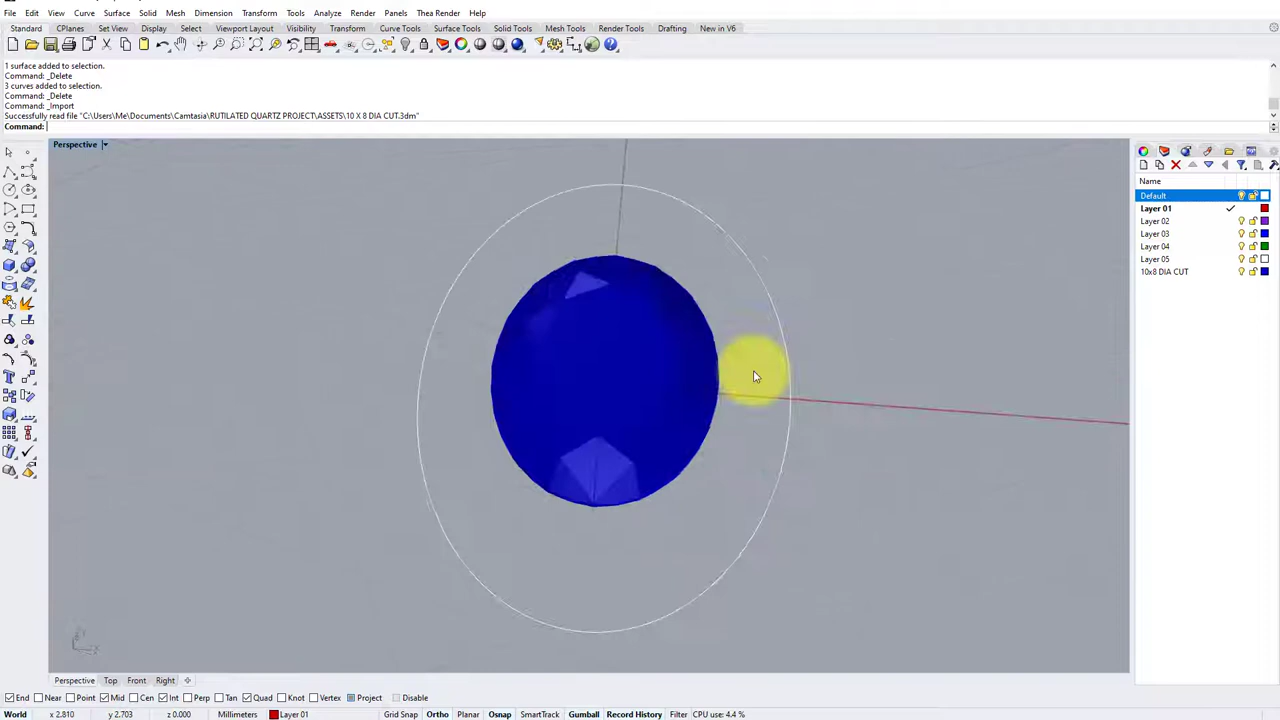 File Edit View Curve Surface Solid Mesh Dimension Transform Tools Analyze Render Panels Thea Render Help
Standard CPlanes Set View Display Select Viewport Layout Visibility Transform Curve Tools Surface Tools Solid Tools Mesh Tools Render Tools Drafting New in V6
1 surface added to selection.
Command: _Delete
3 curves added to selection.
Command: _Delete
Command: _Import
Successfully read file "C:\Users\Me\Documents\Camtasia\RUTILATED QUARTZ PROJECT\ASSETS\10 X 8 DIA CUT.3dm"
Command:
Perspective
Name
Default
Layer 01
Layer 02
Layer 03
Layer 04
Layer 05
10x8 DIA CUT
Perspective Top Front Right
End Near Point Mid Cen Int Perp Tan Quad Knot Vertex Project Disable
World x 2.810 y 2.703 z 0.000 Millimeters Layer 01 Grid Snap Ortho Planar Osnap SmartTrack Gumball Record History Filter CPU use: 4.4 %